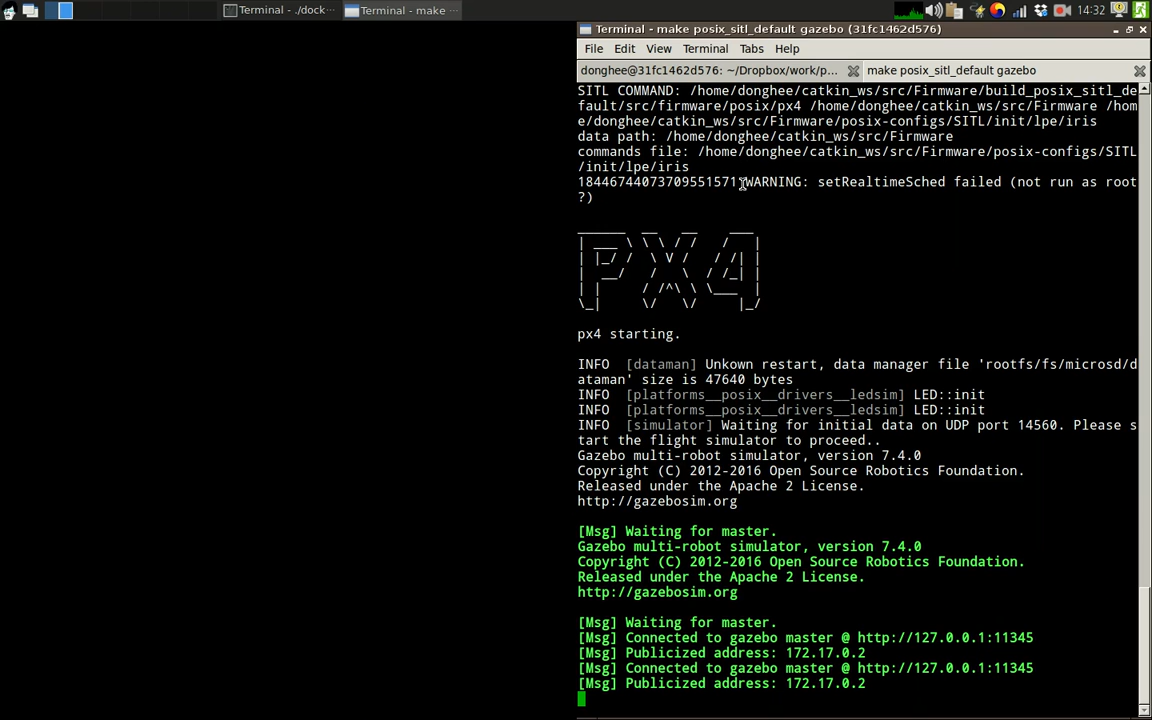 Terminal - ./dock···
Terminal - make ···
14:32
Terminal - make posix_sitl_default gazebo (31fc1462d576)
File Edit View Terminal Tabs Help
donghee@31fc1462d576: ~/Dropbox/work/p...
make posix_sitl_default gazebo
SITL COMMAND: /home/donghee/catkin_ws/src/Firmware/build_posix_sitl_de
fault/src/firmware/posix/px4 /home/donghee/catkin_ws/src/Firmware /hom
e/donghee/catkin_ws/src/Firmware/posix-configs/SITL/init/lpe/iris
data path: /home/donghee/catkin_ws/src/Firmware
commands file: /home/donghee/catkin_ws/src/Firmware/posix-configs/SITL
/init/lpe/iris
18446744073709551571 WARNING: setRealtimeSched failed (not run as root
?)
PX4
px4 starting.
INFO [dataman] Unkown restart, data manager file 'rootfs/fs/microsd/d
ataman' size is 47640 bytes
INFO [platforms__posix__drivers__ledsim] LED::init
INFO [platforms__posix__drivers__ledsim] LED::init
INFO [simulator] Waiting for initial data on UDP port 14560. Please s
tart the flight simulator to proceed..
Gazebo multi-robot simulator, version 7.4.0
Copyright (C) 2012-2016 Open Source Robotics Foundation.
Released under the Apache 2 License.
http://gazebosim.org
[Msg] Waiting for master.
Gazebo multi-robot simulator, version 7.4.0
Copyright (C) 2012-2016 Open Source Robotics Foundation.
Released under the Apache 2 License.
http://gazebosim.org
[Msg] Waiting for master.
[Msg] Connected to gazebo master @ http://127.0.0.1:11345
[Msg] Publicized address: 172.17.0.2
[Msg] Connected to gazebo master @ http://127.0.0.1:11345
[Msg] Publicized address: 172.17.0.2